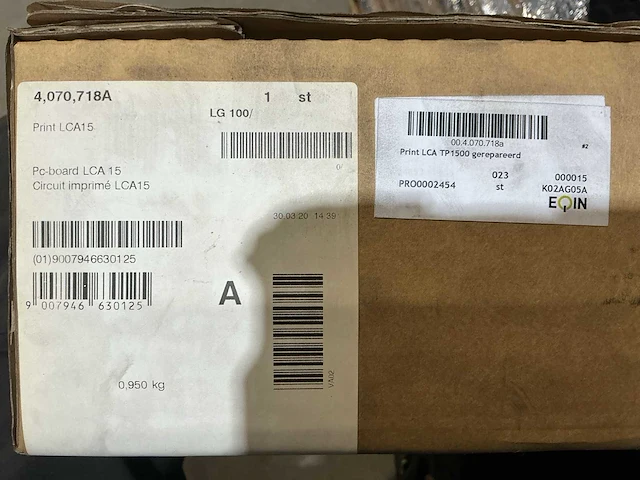 4,070,718A 1 st
LG 100/
Print LCA15
Pc-board LCA 15
Circuit imprimé LCA15
30.03.20 14:39
(01)9007946630125
9 007946 630125
A
0,950 kg
VA02
00.4.070.718a
Print LCA TP1500 gerepareerd #2
023 000015
PRO0002454 st K02AG05A
EQIN